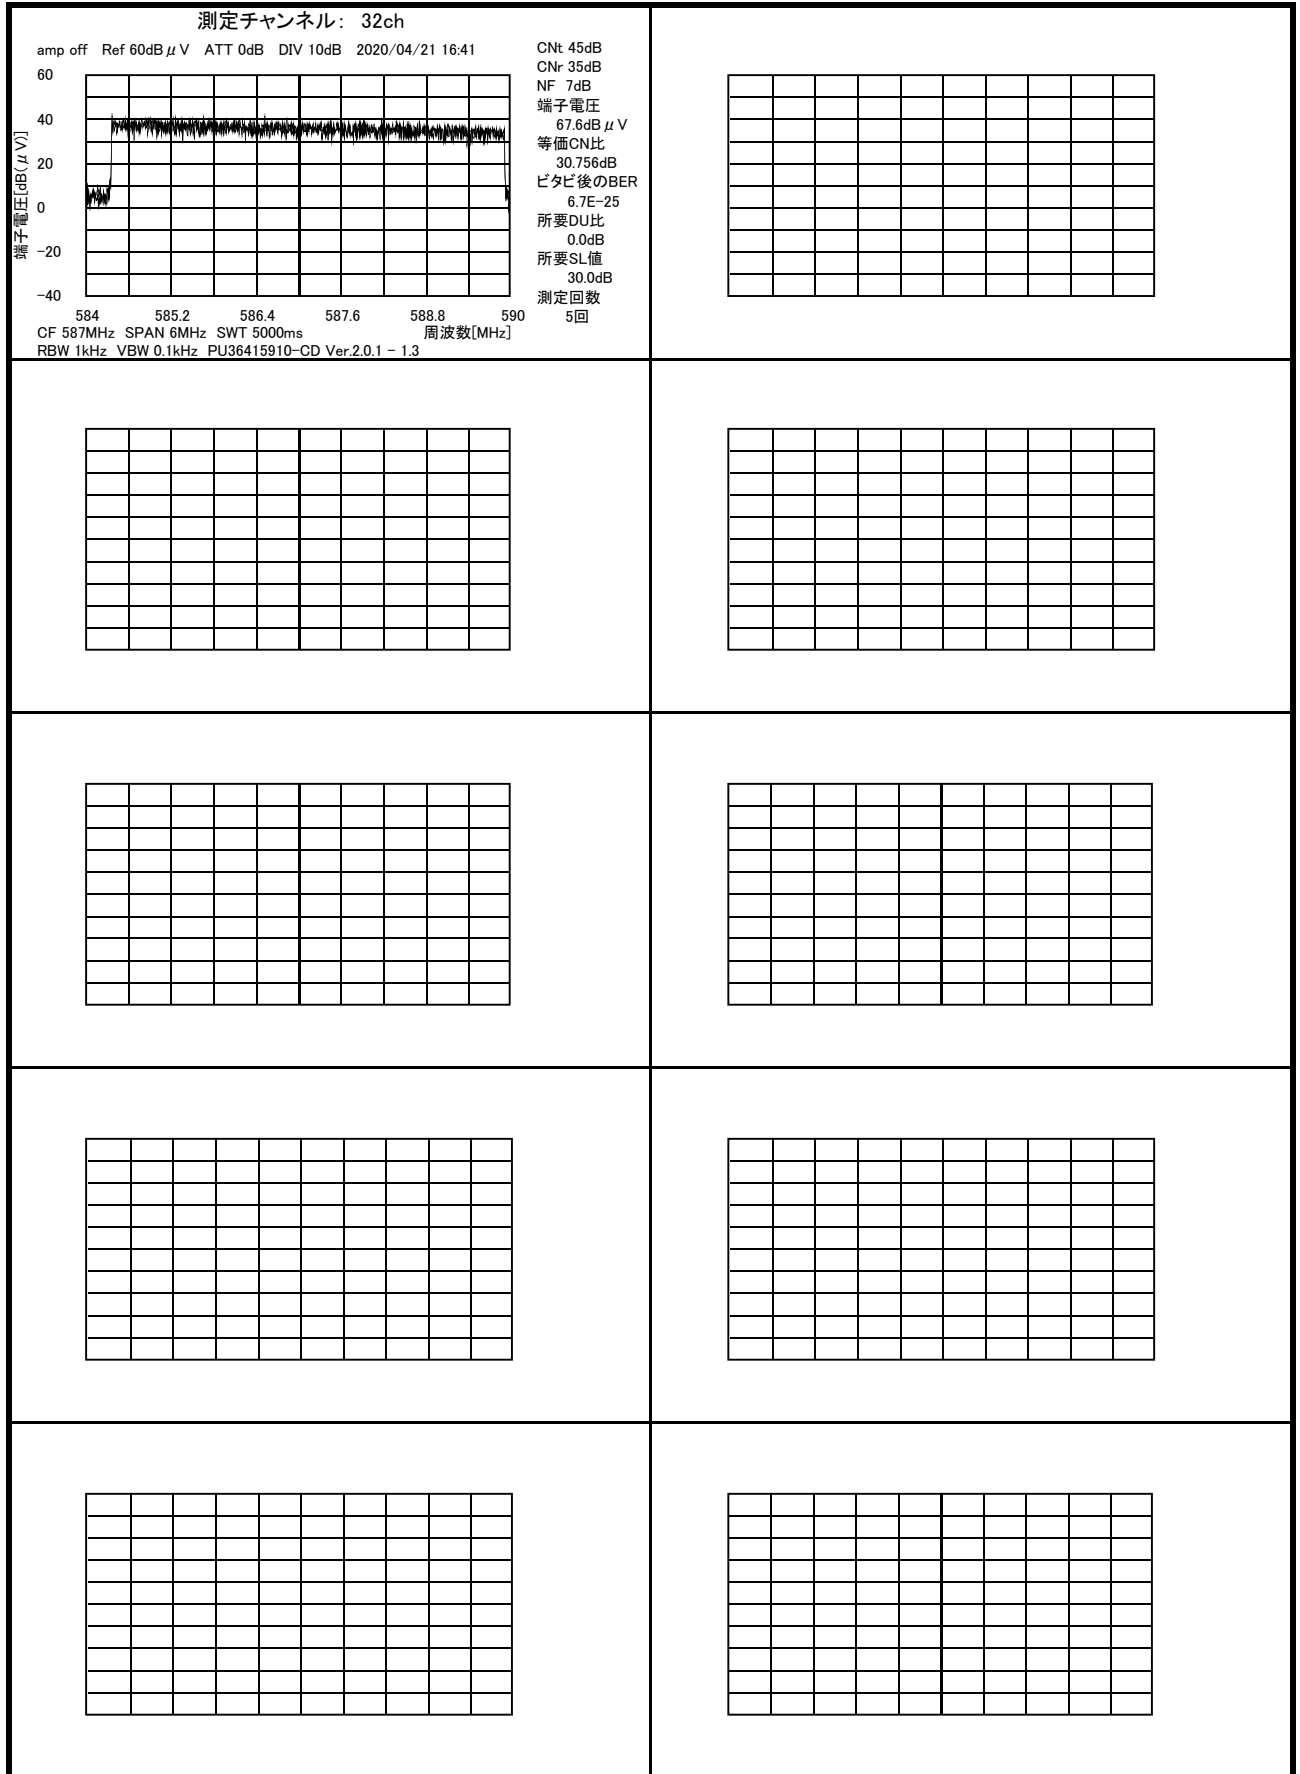 測定チャンネル： 32ch
amp off Ref 60dBμV ATT 0dB DIV 10dB 2020/04/21 16:41
CNt 45dB
CNr 35dB
NF 7dB
端子電圧
67.6dBμV
等価CN比
30.756dB
ビタビ後のBER
6.7E-25
所要DU比
0.0dB
所要SL値
30.0dB
測定回数
5回
端子電圧[dB(μV)]
60
40
20
0
-20
-40
584 585.2 586.4 587.6 588.8 590
CF 587MHz SPAN 6MHz SWT 5000ms 周波数[MHz]
RBW 1kHz VBW 0.1kHz PU36415910-CD Ver.2.0.1 - 1.3